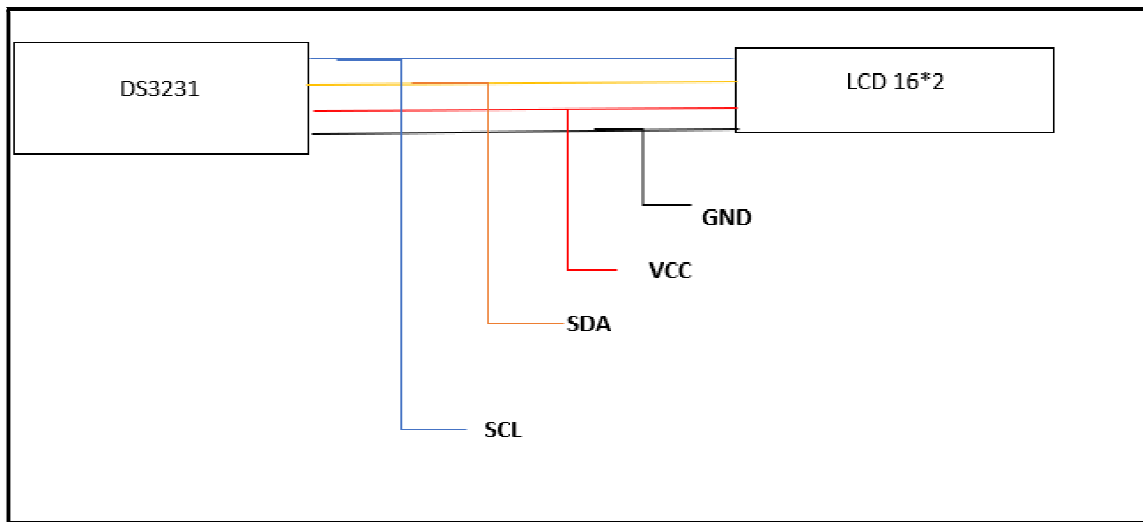 DS3231
LCD 16*2
GND
VCC
SDA
SCL